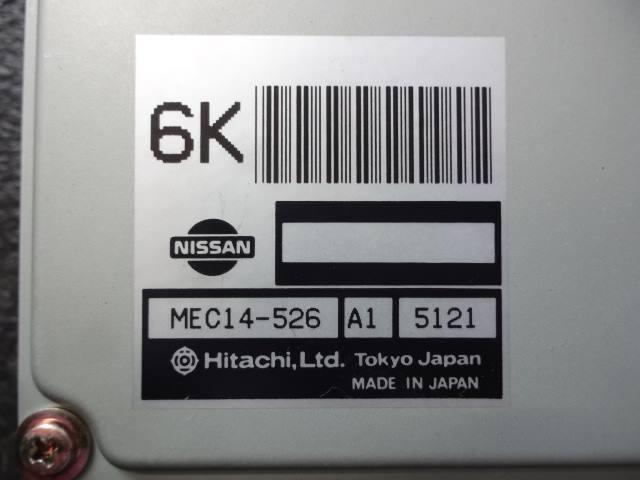 6K
NISSAN
MEC14-526 A1 5121
Hitachi,Ltd. Tokyo Japan
MADE IN JAPAN